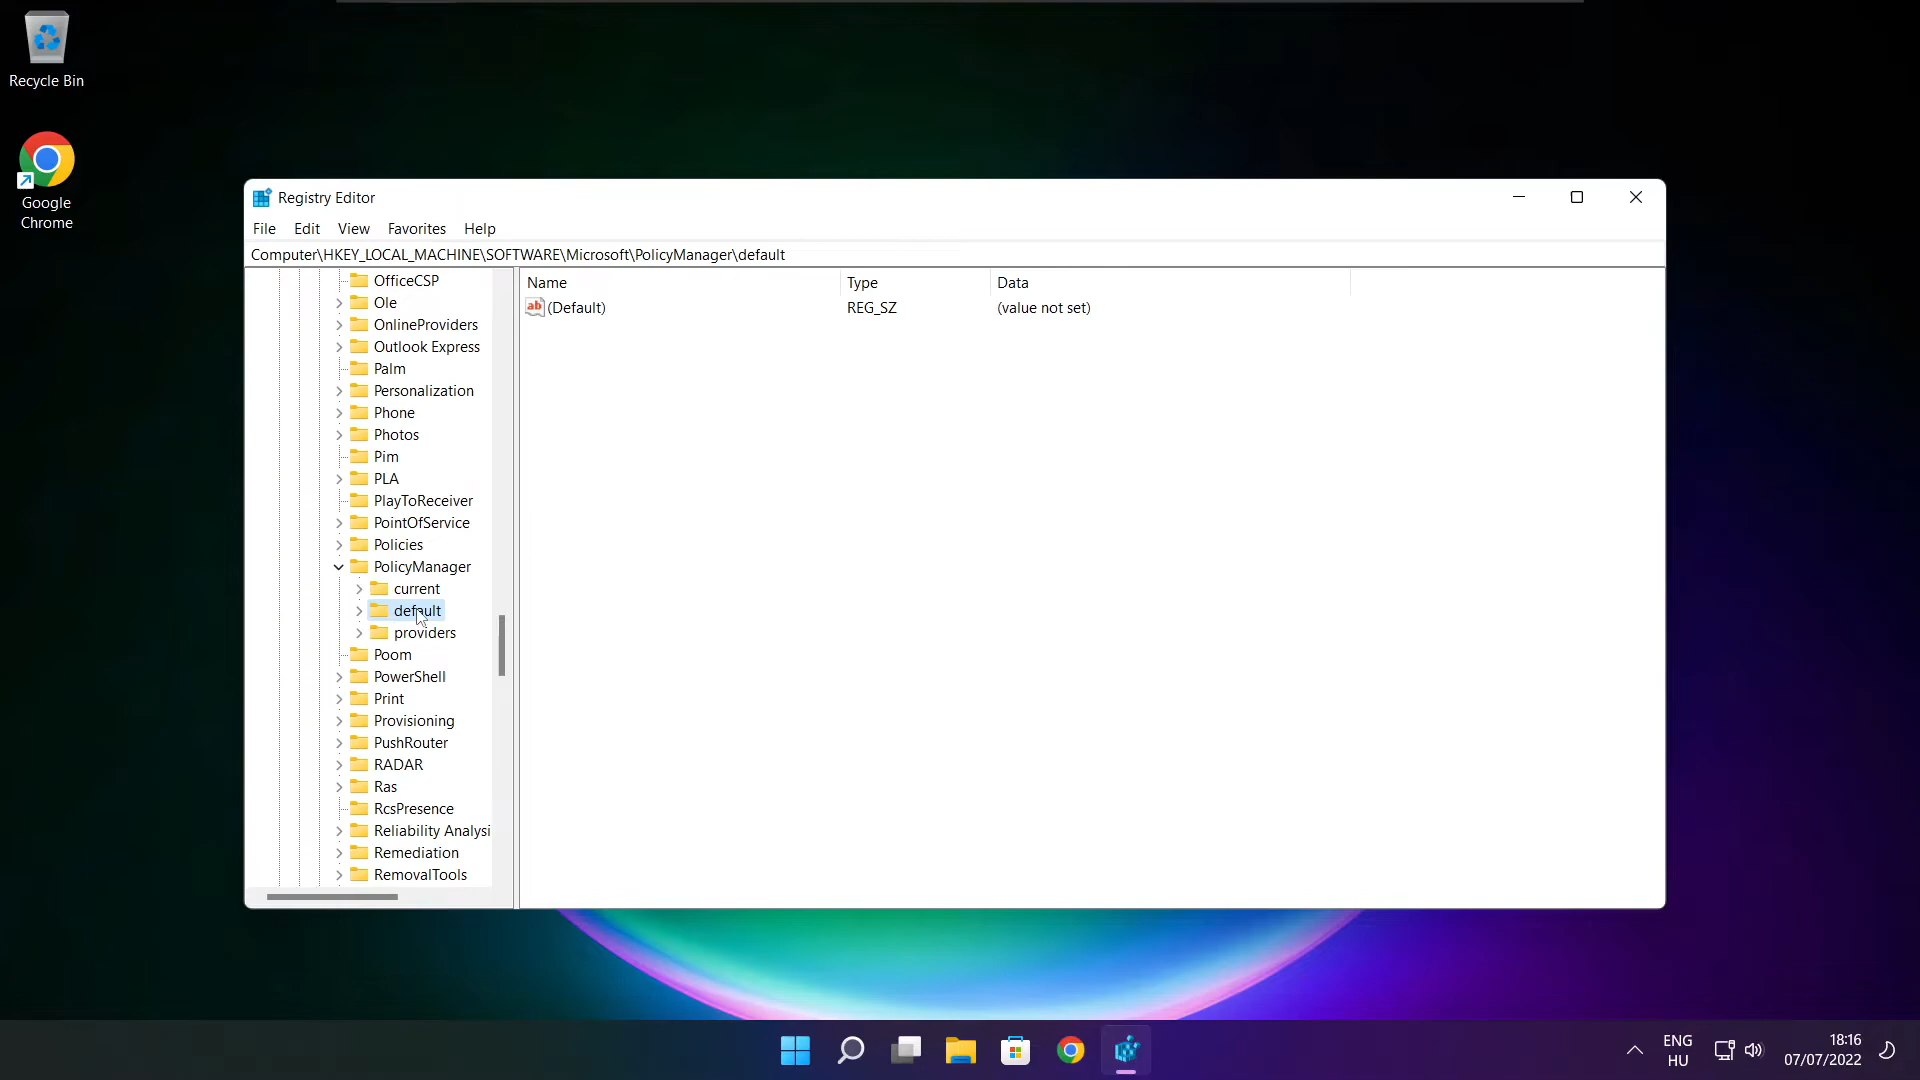 Recycle Bin
Google
Chrome
Registry Editor
File Edit View Favorites Help
Computer\HKEY_LOCAL_MACHINE\SOFTWARE\Microsoft\PolicyManager\default
Name Type Data
ab (Default) REG_SZ (value not set)
OfficeCSP
Ole
OnlineProviders
Outlook Express
Palm
Personalization
Phone
Photos
Pim
PLA
PlayToReceiver
PointOfService
Policies
PolicyManager
current
default
providers
Poom
PowerShell
Print
Provisioning
PushRouter
RADAR
Ras
RcsPresence
Reliability Analysi
Remediation
RemovalTools
ENG
HU
18:16
07/07/2022